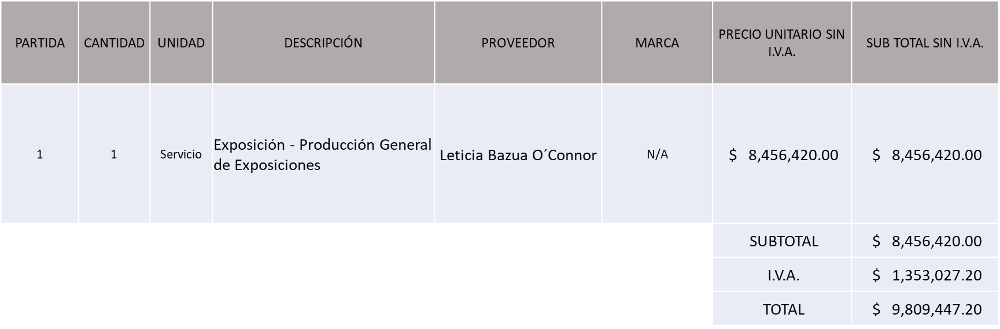 PARTIDA CANTIDAD UNIDAD DESCRIPCIÓN PROVEEDOR MARCA PRECIO UNITARIO SIN I.V.A. SUB TOTAL SIN I.V.A.
1 1 Servicio Exposición - Producción General de Exposiciones Leticia Bazua O´Connor N/A $ 8,456,420.00 $ 8,456,420.00
SUBTOTAL $ 8,456,420.00
I.V.A. $ 1,353,027.20
TOTAL $ 9,809,447.20